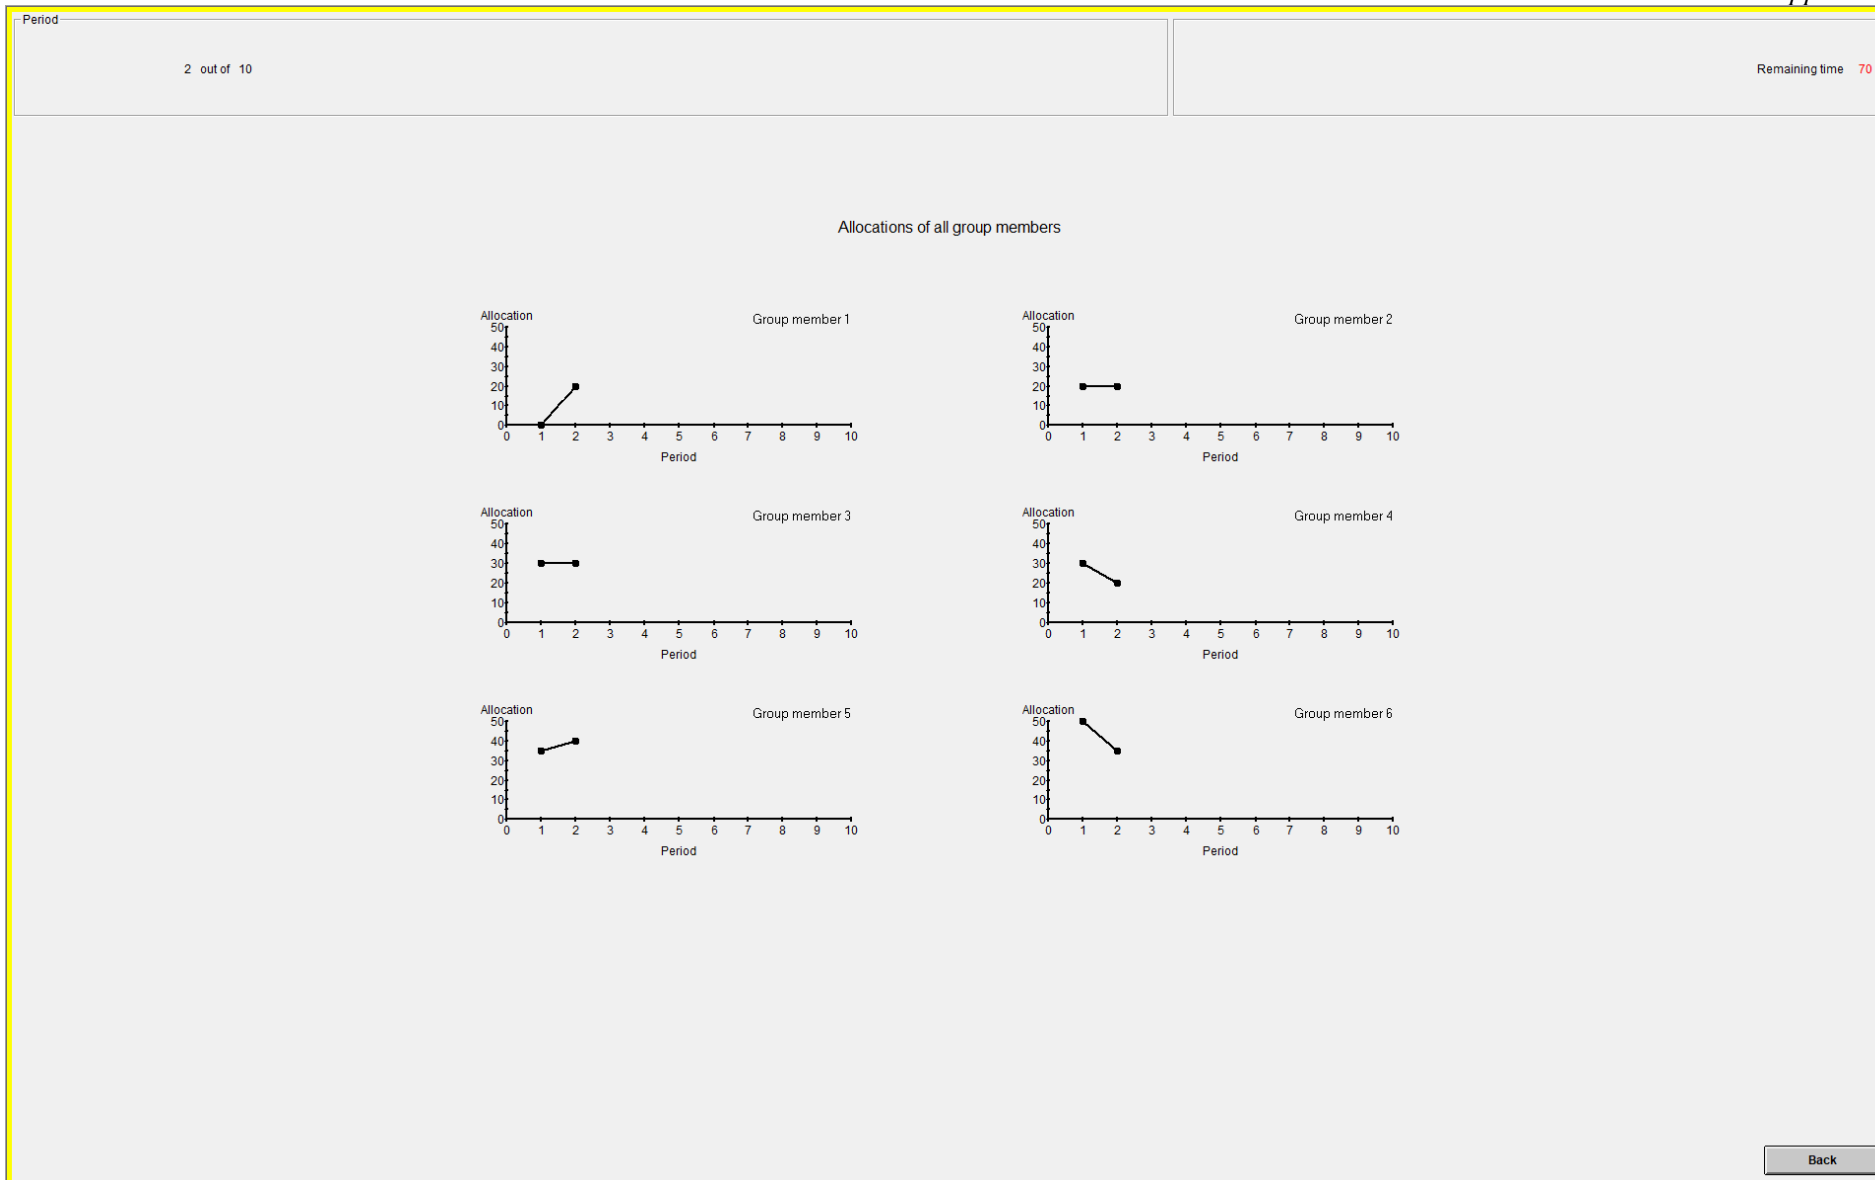 Period
2 out of 10
Remaining time 70
Allocations of all group members
Allocation
Group member 1
50
40
30
20
10
0
0 1 2 3 4 5 6 7 8 9 10
Period
Allocation
Group member 2
50
40
30
20
10
0
0 1 2 3 4 5 6 7 8 9 10
Period
Allocation
Group member 3
50
40
30
20
10
0
0 1 2 3 4 5 6 7 8 9 10
Period
Allocation
Group member 4
50
40
30
20
10
0
0 1 2 3 4 5 6 7 8 9 10
Period
Allocation
Group member 5
50
40
30
20
10
0
0 1 2 3 4 5 6 7 8 9 10
Period
Allocation
Group member 6
50
40
30
20
10
0
0 1 2 3 4 5 6 7 8 9 10
Period
Back